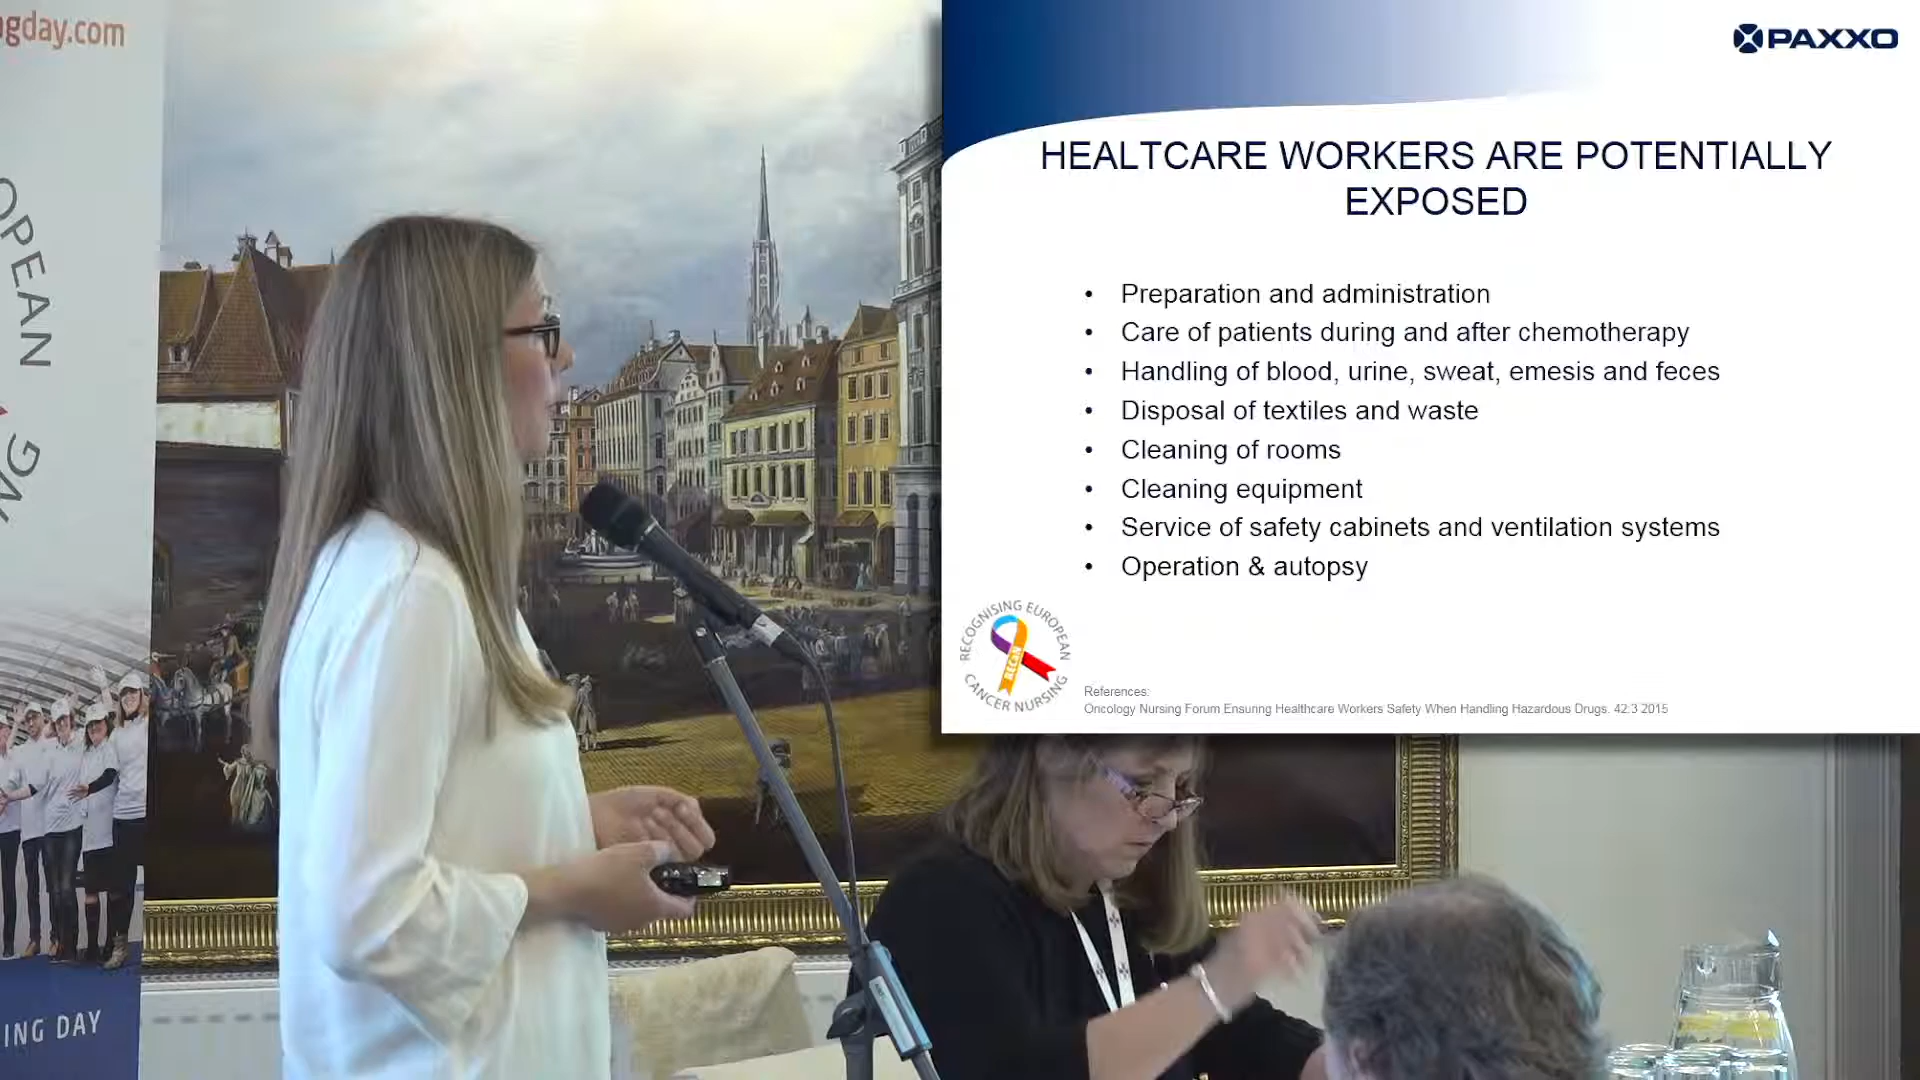 gday.com
OPEAN
ING DAY
PAXXO
HEALTCARE WORKERS ARE POTENTIALLY
EXPOSED
• Preparation and administration
• Care of patients during and after chemotherapy
• Handling of blood, urine, sweat, emesis and feces
• Disposal of textiles and waste
• Cleaning of rooms
• Cleaning equipment
• Service of safety cabinets and ventilation systems
• Operation & autopsy
RECOGNISING EUROPEAN
CANCER NURSING
RECAN
References:
Oncology Nursing Forum Ensuring Healthcare Workers Safety When Handling Hazardous Drugs. 42:3 2015